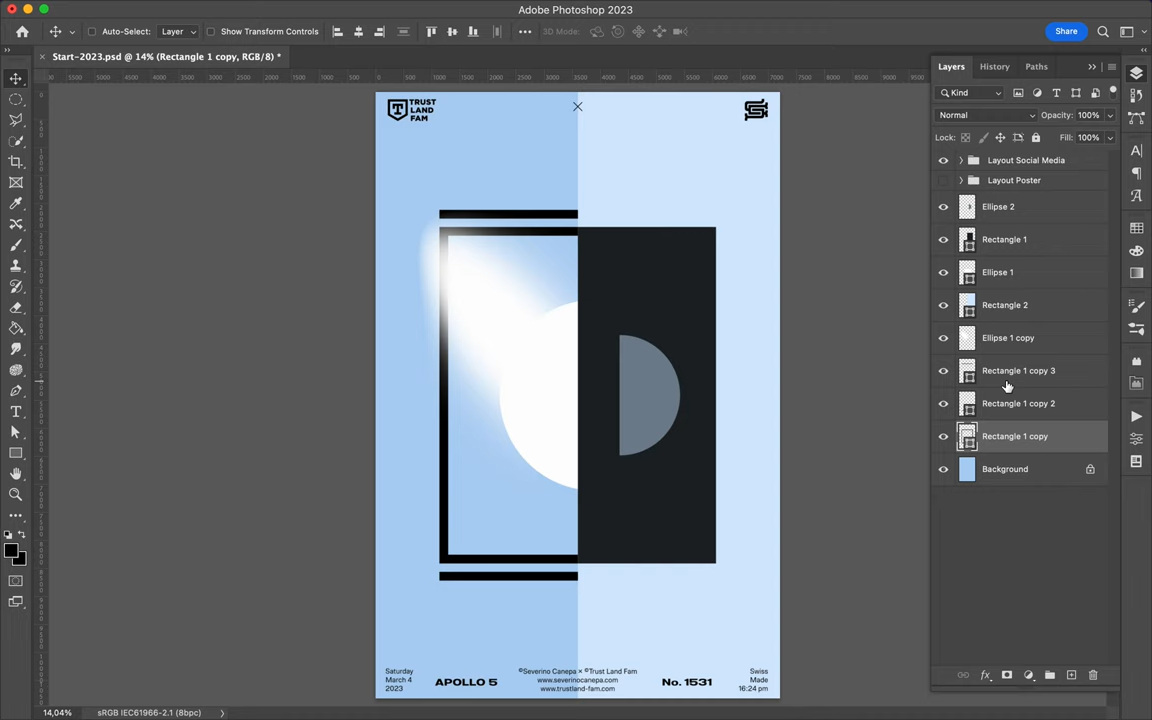 Adobe Photoshop 2023
Auto-Select: Layer Show Transform Controls 3D Mode: Share
Start-2023.psd @ 14% (Rectangle 1 copy, RGB/8) *
TRUST
LAND
FAM
Saturday
March 4
2023
APOLLO 5
©Severino Canepa × ©Trust Land Fam
www.severinocanepa.com
www.trustland-fam.com
No. 1531
Swiss
Made
16:24 pm
Layers History Paths
Kind
Normal Opacity: 100%
Lock: Fill: 100%
Layout Social Media
Layout Poster
Ellipse 2
Rectangle 1
Ellipse 1
Rectangle 2
Ellipse 1 copy
Rectangle 1 copy 3
Rectangle 1 copy 2
Rectangle 1 copy
Background
14,04% sRGB IEC61966-2.1 (8bpc)